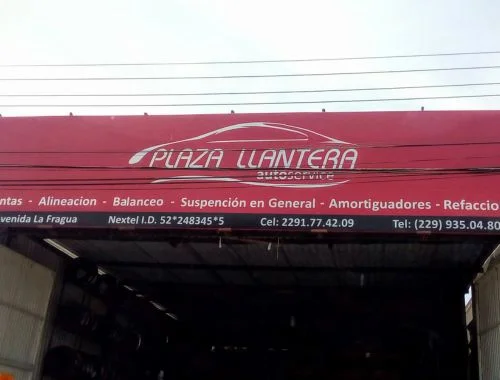 PLAZA LLANTERA
autoservice
ntas - Alineacion - Balanceo - Suspención en General - Amortiguadores - Refaccio
venida La Fragua Nextel I.D. 52*248345*5 Cel: 2291.77.42.09 Tel: (229) 935.04.80